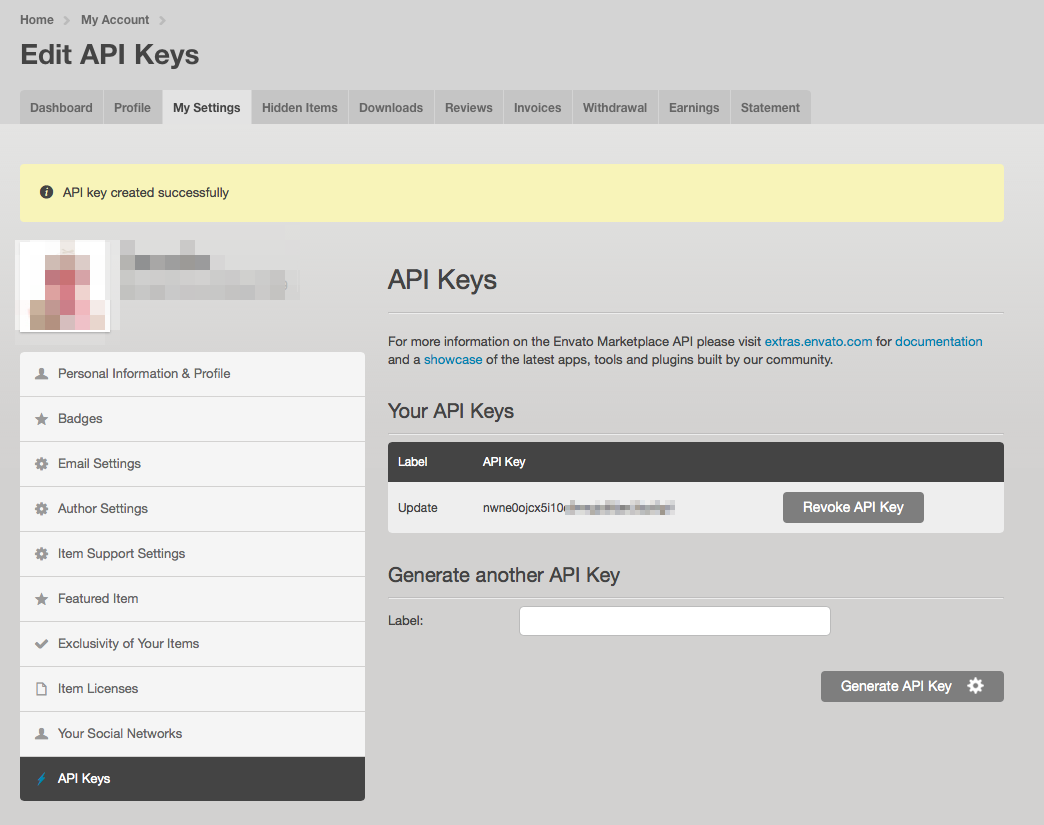 Home My Account
Edit API Keys
Dashboard Profile My Settings Hidden Items Downloads Reviews Invoices Withdrawal Earnings Statement
API key created successfully
Personal Information & Profile
Badges
Email Settings
Author Settings
Item Support Settings
Featured Item
Exclusivity of Your Items
Item Licenses
Your Social Networks
API Keys
API Keys
For more information on the Envato Marketplace API please visit extras.envato.com for documentation
and a showcase of the latest apps, tools and plugins built by our community.
Your API Keys
Label API Key
Update nwne0ojcx5i10 Revoke API Key
Generate another API Key
Label:
Generate API Key